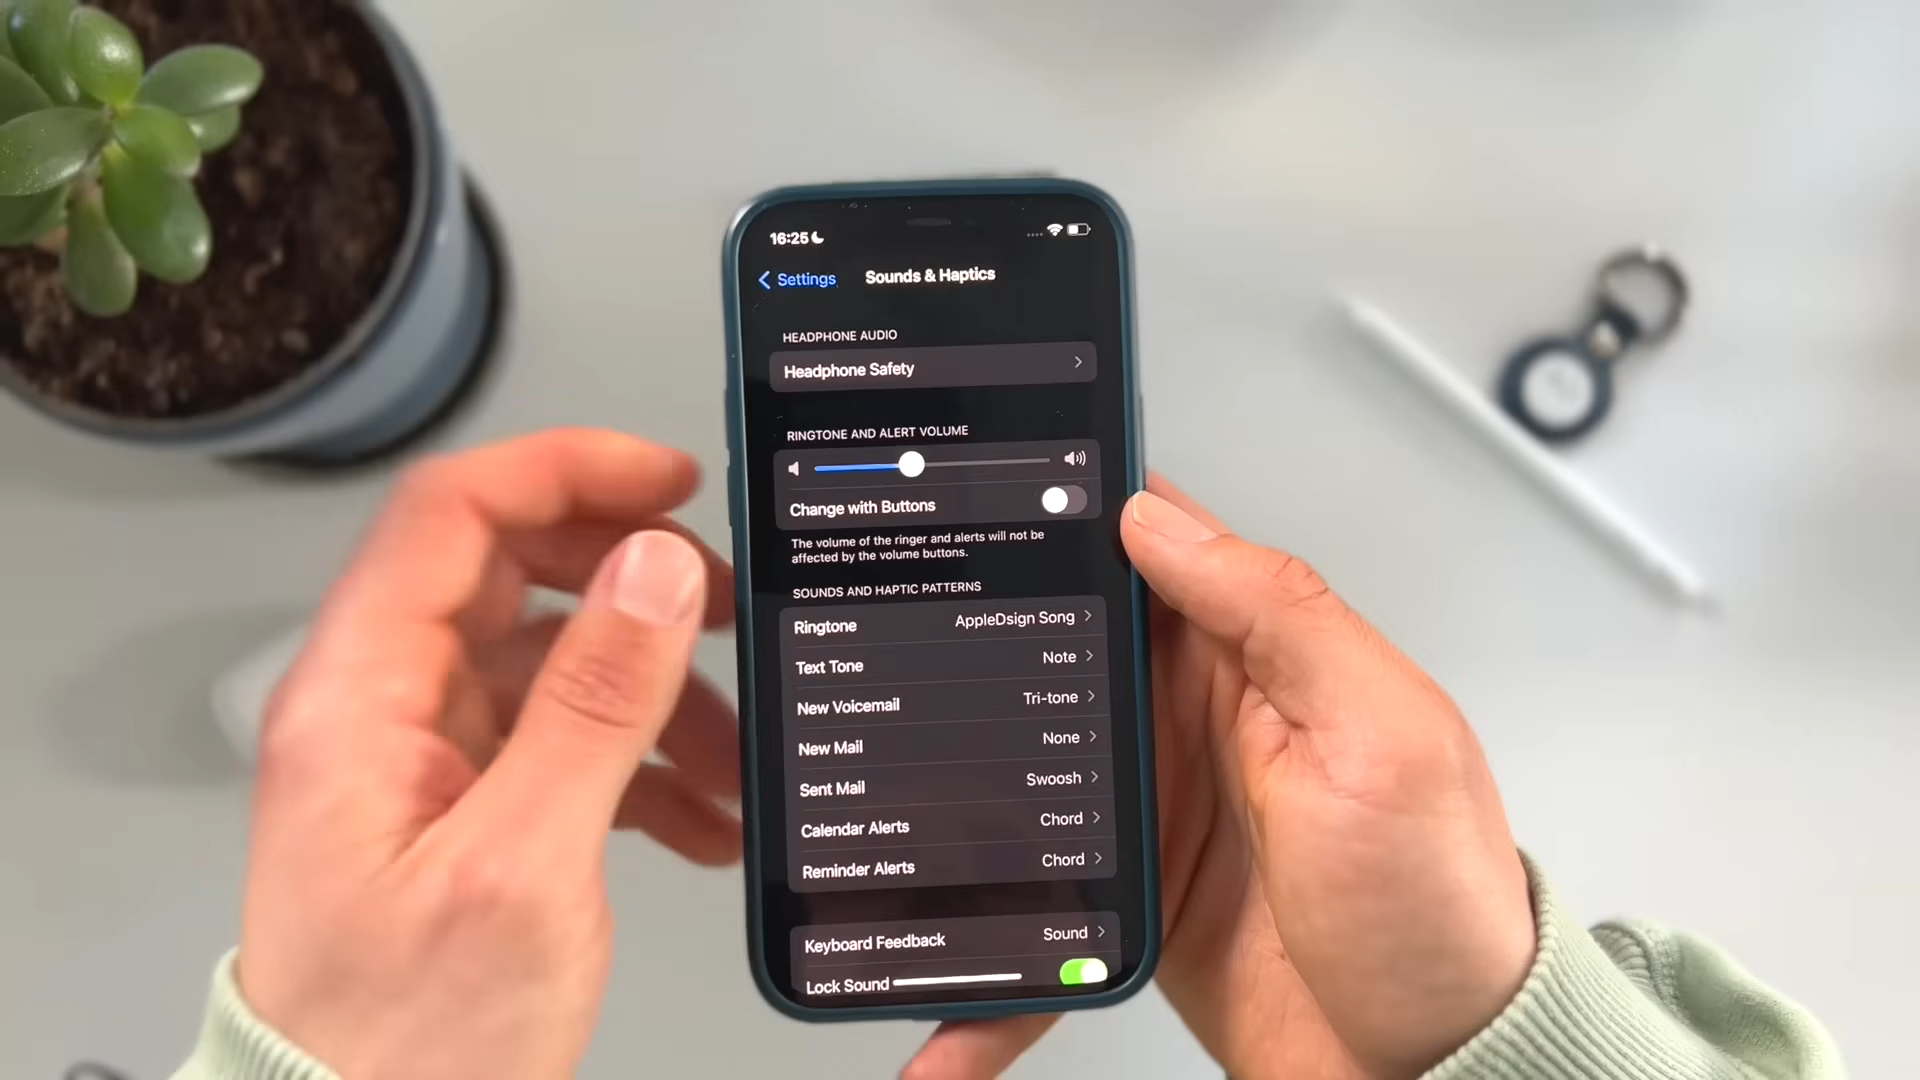 16:25
Settings
Sounds & Haptics
HEADPHONE AUDIO
Headphone Safety
RINGTONE AND ALERT VOLUME
Change with Buttons
The volume of the ringer and alerts will not be
affected by the volume buttons.
SOUNDS AND HAPTIC PATTERNS
Ringtone AppleDsign Song
Text Tone Note
New Voicemail Tri-tone
New Mail None
Sent Mail Swoosh
Calendar Alerts Chord
Reminder Alerts Chord
Keyboard Feedback Sound
Lock Sound